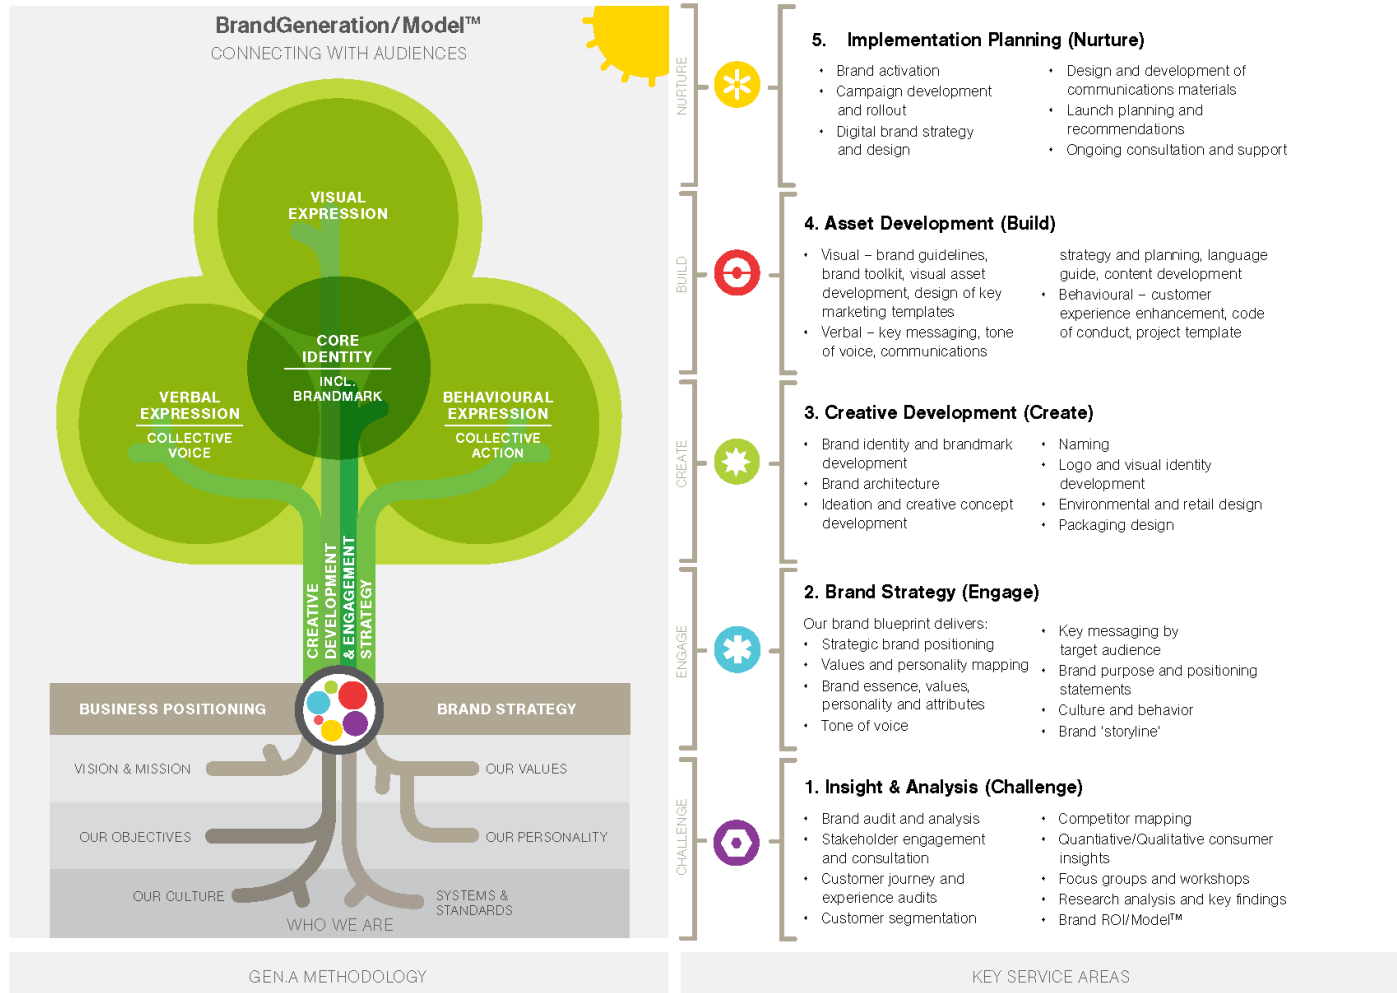 BrandGeneration/Model™
CONNECTING WITH AUDIENCES
VISUAL
EXPRESSION
CORE
IDENTITY
INCL.
BRANDMARK
VERBAL
EXPRESSION
COLLECTIVE
VOICE
BEHAVIOURAL
EXPRESSION
COLLECTIVE
ACTION
CREATIVE
DEVELOPMENT
& ENGAGEMENT
STRATEGY
BUSINESS POSITIONING
BRAND STRATEGY
VISION & MISSION
OUR VALUES
OUR OBJECTIVES
OUR PERSONALITY
OUR CULTURE
SYSTEMS &
STANDARDS
WHO WE ARE
GEN.A METHODOLOGY
NURTURE
5. Implementation Planning (Nurture)
• Brand activation
• Campaign development
and rollout
• Digital brand strategy
and design
• Design and development of
communications materials
• Launch planning and
recommendations
• Ongoing consultation and support
BUILD
4. Asset Development (Build)
• Visual – brand guidelines,
brand toolkit, visual asset
development, design of key
marketing templates
• Verbal – key messaging, tone
of voice, communications
strategy and planning, language
guide, content development
• Behavioural – customer
experience enhancement, code
of conduct, project template
CREATE
3. Creative Development (Create)
• Brand identity and brandmark
development
• Brand architecture
• Ideation and creative concept
development
• Naming
• Logo and visual identity
development
• Environmental and retail design
• Packaging design
ENGAGE
2. Brand Strategy (Engage)
Our brand blueprint delivers:
• Strategic brand positioning
• Values and personality mapping
• Brand essence, values,
personality and attributes
• Tone of voice
• Key messaging by
target audience
• Brand purpose and positioning
statements
• Culture and behavior
• Brand 'storyline'
CHALLENGE
1. Insight & Analysis (Challenge)
• Brand audit and analysis
• Stakeholder engagement
and consultation
• Customer journey and
experience audits
• Customer segmentation
• Competitor mapping
• Quantiative/Qualitative consumer
insights
• Focus groups and workshops
• Research analysis and key findings
• Brand ROI/Model™
KEY SERVICE AREAS